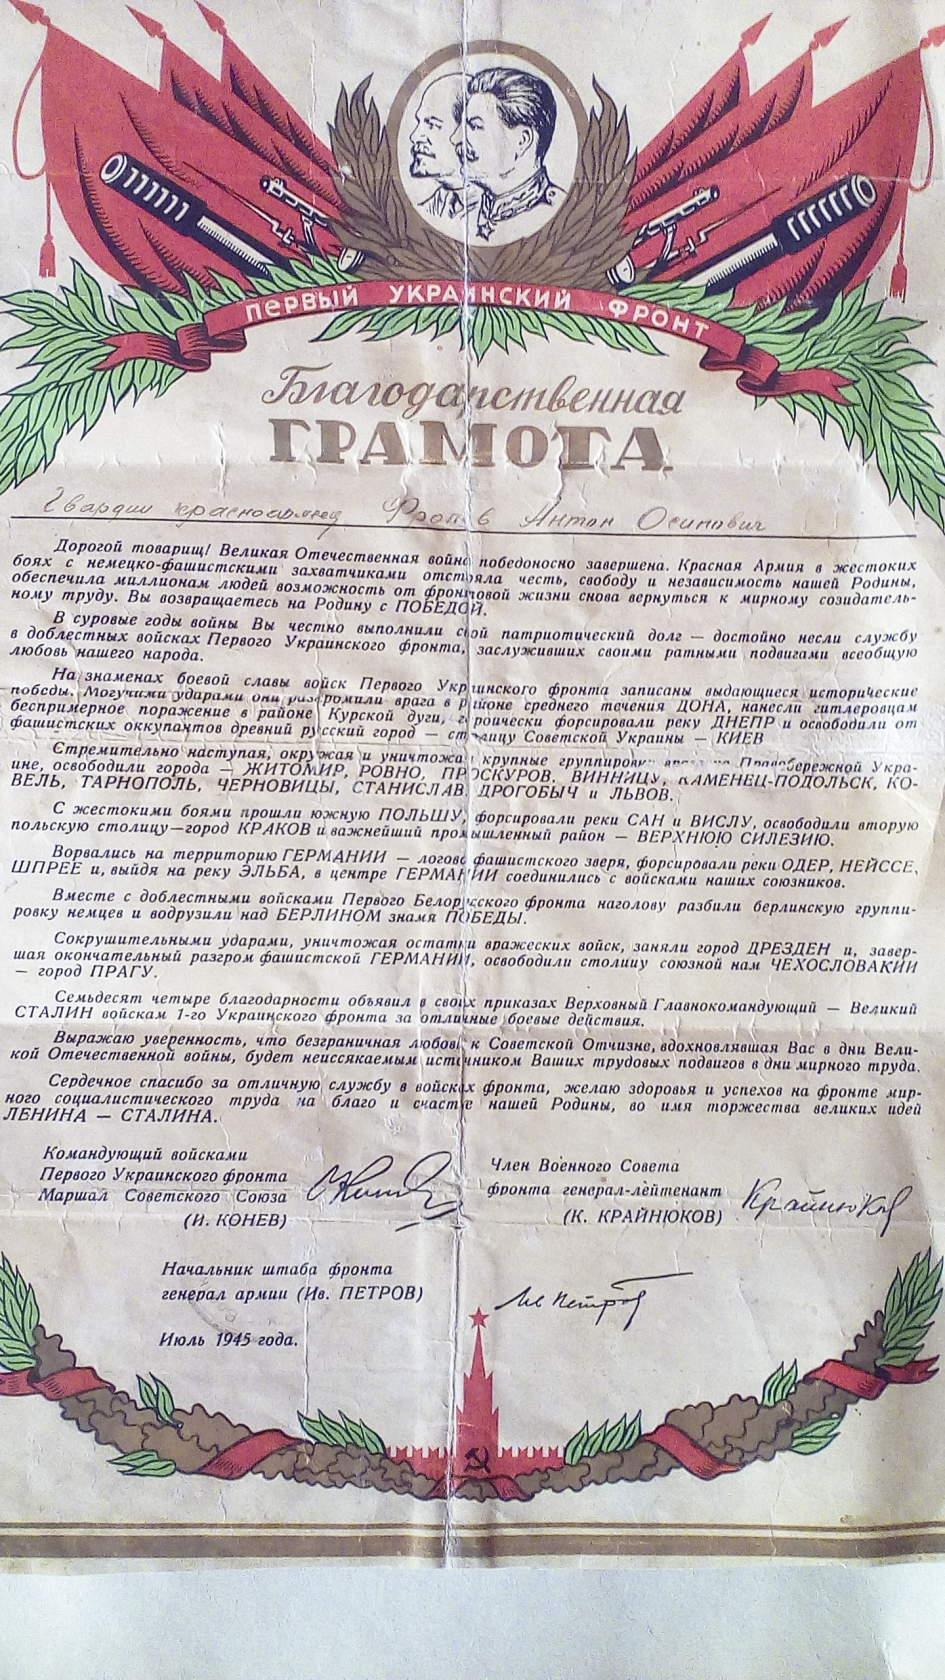 ПЕРВЫЙ УКРАИНСКИЙ ФРОНТ
Благодарственная
ГРАМОТА
Гвардии красноармеец Антон Осипович
Дорогой товарищ! Великая Отечественная война победоносно завершена. Красная Армия в жестоких
боях с немецко-фашистскими захватчиками отстояла честь, свободу и независимость нашей Родины,
обеспечила миллионам людей возможность от фронтовой жизни снова вернуться к мирному созидатель-
ному труду. Вы возвращаетесь на Родину с ПОБЕДОЙ.
В суровые годы войны Вы честно выполнили свой патриотический долг — достойно несли службу
в доблестных войсках Первого Украинского фронта, заслуживших своими ратными подвигами всеобщую
любовь нашего народа.
На знаменах боевой славы войск Первого Украинского фронта записаны выдающиеся исторические
победы. Могучими ударами они разгромили врага в районе среднего течения ДОНА, нанесли гитлеровцам
беспримерное поражение в районе Курской дуги, героически форсировали реку ДНЕПР и освободили от
фашистских оккупантов древний русский город — столицу Советской Украины — КИЕВ
Стремительно наступая, окружая и уничтожая крупные группировки врага на Правобережной Укра-
ине, освободили города — ЖИТОМИР, РОВНО, ПРОСКУРОВ, ВИННИЦУ, КАМЕНЕЦ-ПОДОЛЬСК, КО-
ВЕЛЬ, ТАРНОПОЛЬ, ЧЕРНОВИЦЫ, СТАНИСЛАВ, ДРОГОБЫЧ и ЛЬВОВ.
С жестокими боями прошли южную ПОЛЬШУ, форсировали реки САН и ВИСЛУ, освободили вторую
польскую столицу—город КРАКОВ и важнейший промышленный район — ВЕРХНЮЮ СИЛЕЗИЮ.
Ворвались на территорию ГЕРМАНИИ — логово фашистского зверя, форсировали реки ОДЕР, НЕЙССЕ,
ШПРЕЕ и, выйдя на реку ЭЛЬБА, в центре ГЕРМАНИИ соединились с войсками наших союзников.
Вместе с доблестными войсками Первого Белорусского фронта наголову разбили берлинскую группи-
ровку немцев и водрузили над БЕРЛИНОМ знамя ПОБЕДЫ.
Сокрушительными ударами, уничтожая остатки вражеских войск, заняли город ДРЕЗДЕН и, завер-
шая окончательный разгром фашистской ГЕРМАНИИ, освободили столицу союзной нам ЧЕХОСЛОВАКИИ
— город ПРАГУ.
Семьдесят четыре благодарности объявил в своих приказах Верховный Главнокомандующий — Великий
СТАЛИН войскам 1-го Украинского фронта за отличные боевые действия.
Выражаю уверенность, что безграничная любовь к Советской Отчизне, вдохновлявшая Вас в дни Вели-
кой Отечественной войны, будет неиссякаемым источником Ваших трудовых подвигов в дни мирного труда.
Сердечное спасибо за отличную службу в войсках фронта, желаю здоровья и успехов на фронте мир-
ного социалистического труда на благо и счастье нашей Родины, во имя торжества великих идей
ЛЕНИНА — СТАЛИНА.
Командующий войсками
Первого Украинского фронта
Маршал Советского Союза
(И. КОНЕВ)
Член Военного Совета
фронта генерал-лейтенант
(К. КРАЙНЮКОВ) Крайнюков
Начальник штаба фронта
генерал армии (Ив. ПЕТРОВ) Ив Петров
Июль 1945 года.